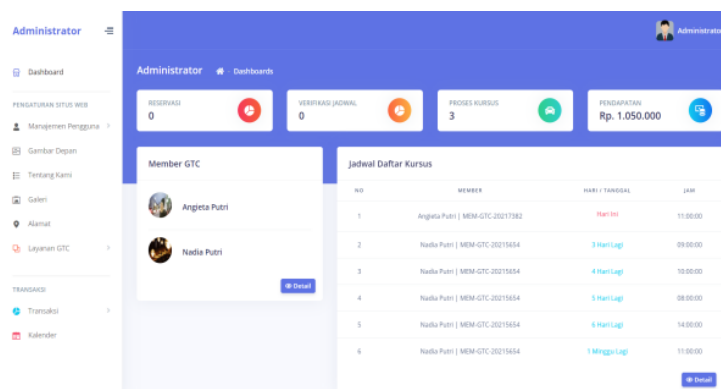 Administrator
Administrator
Dashboard
Administrator - Dashboards
PENGATURAN SITUS WEB
Manajemen Pengguna
Gambar Depan
Tentang Kami
Galeri
Alamat
Layanan GTC
TRANSAKSI
Transaksi
Kalender
RESERVASI
0
VERIFIKASI JADWAL
0
PROSES KURSUS
3
PENDAPATAN
Rp. 1.050.000
Member GTC
Angieta Putri
Nadia Putri
Detail
Jadwal Daftar Kursus
NO MEMBER HARI / TANGGAL JAM
1 Angieta Putri | MEM-GTC-20217382 Hari Ini 11:00:00
2 Nadia Putri | MEM-GTC-20215654 3 Hari Lagi 09:00:00
3 Nadia Putri | MEM-GTC-20215654 4 Hari Lagi 10:00:00
4 Nadia Putri | MEM-GTC-20215654 5 Hari Lagi 08:00:00
5 Nadia Putri | MEM-GTC-20215654 6 Hari Lagi 14:00:00
6 Nadia Putri | MEM-GTC-20215654 1 Minggu Lagi 11:00:00
Detail